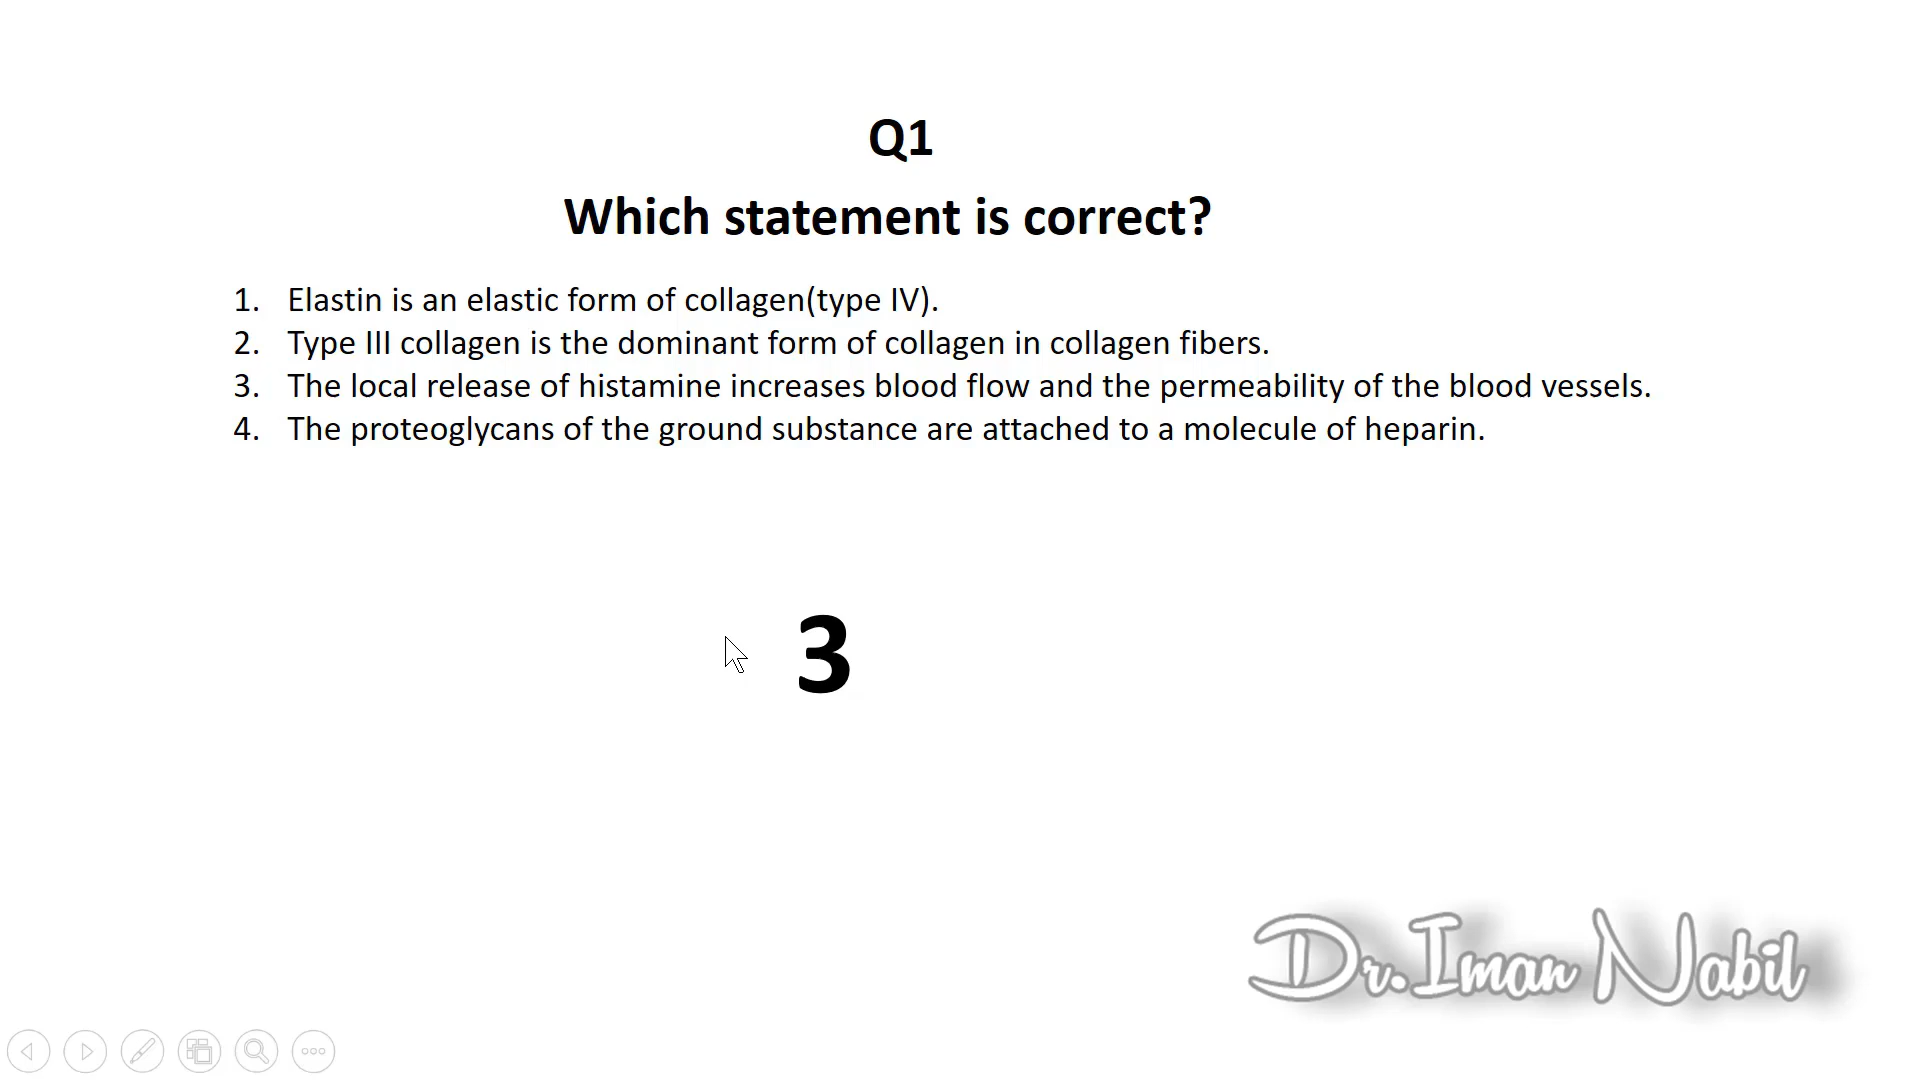 Q1
Which statement is correct?
1. Elastin is an elastic form of collagen(type IV).
2. Type III collagen is the dominant form of collagen in collagen fibers.
3. The local release of histamine increases blood flow and the permeability of the blood vessels.
4. The proteoglycans of the ground substance are attached to a molecule of heparin.
3
Dr.Iman Nabil